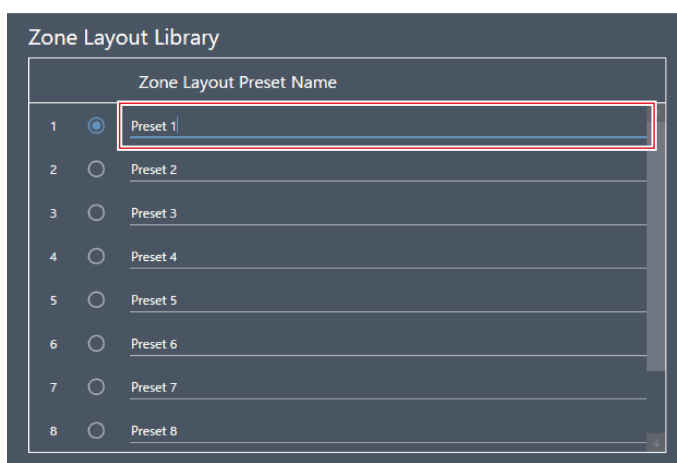 Zone Layout Library
Zone Layout Preset Name
1 Preset 1
2 Preset 2
3 Preset 3
4 Preset 4
5 Preset 5
6 Preset 6
7 Preset 7
8 Preset 8